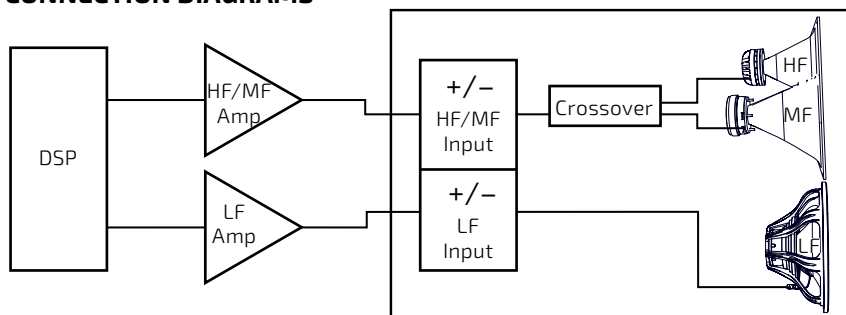 CONNECTION DIAGRAMS
DSP
HF/MF
Amp
LF
Amp
+/−
HF/MF
Input
+/−
LF
Input
Crossover
HF
MF
LF